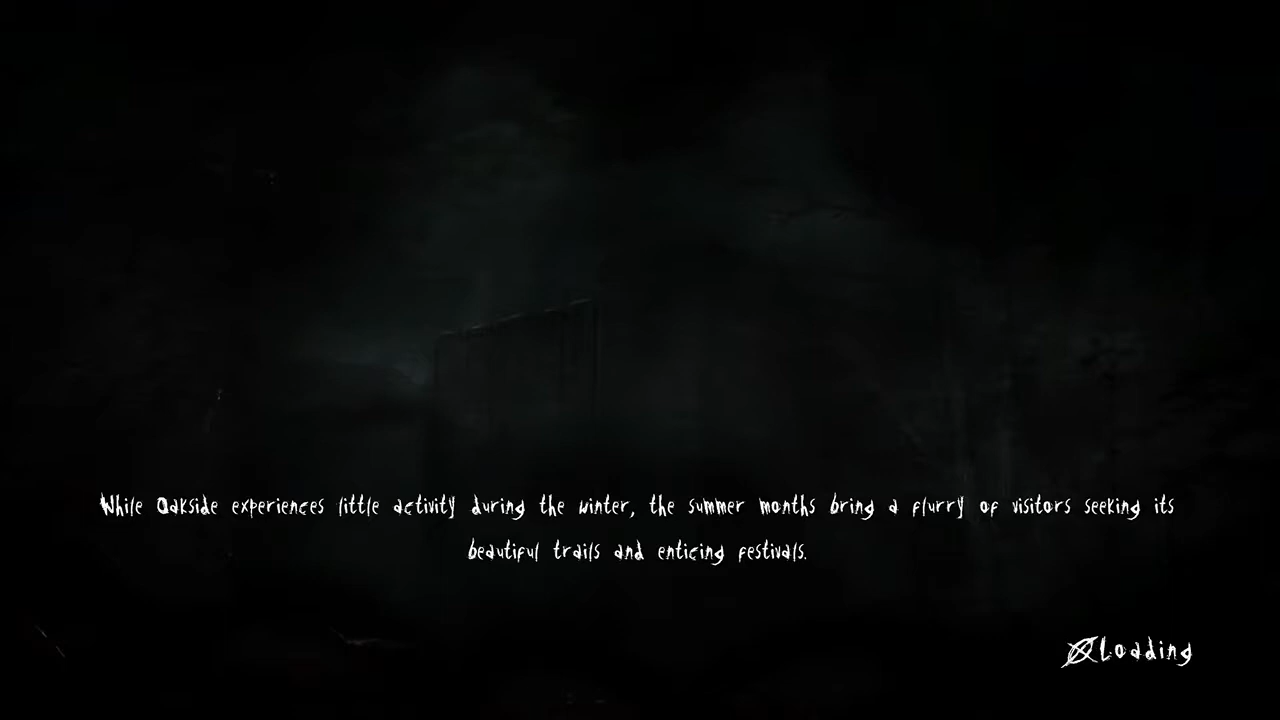 While Oakside experiences little activity during the winter, the summer months bring a flurry of visitors seeking its
beautiful trails and enticing festivals.
Loading